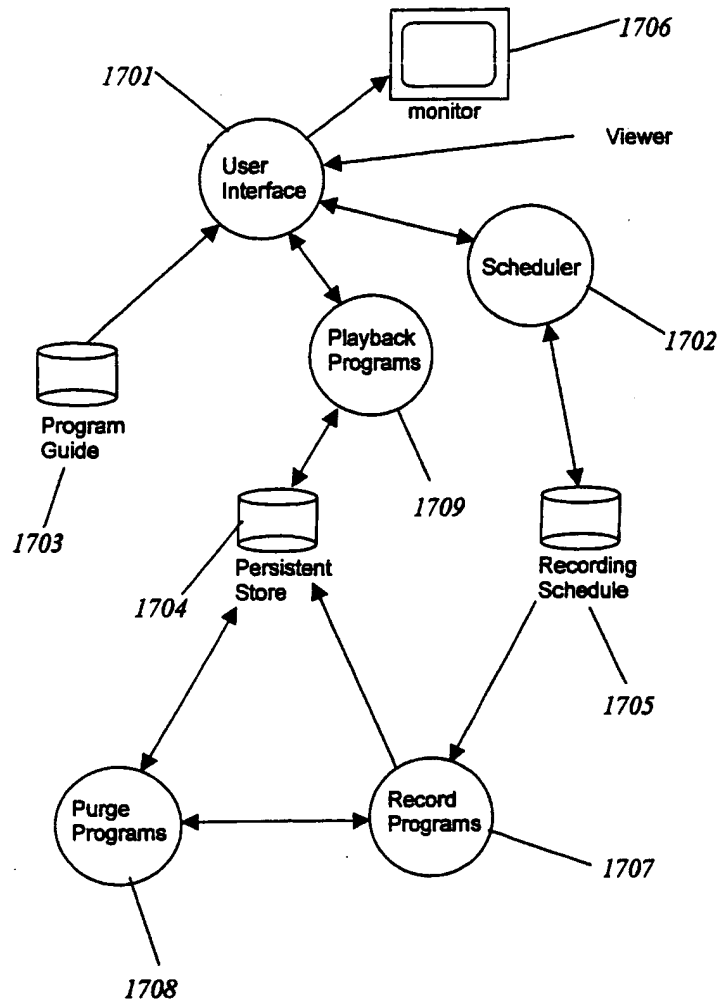 1706
1701
monitor
User
Interface
Viewer
Scheduler
1702
Playback
Programs
Program
Guide
1703
1709
Persistent
Store
1704
Recording
Schedule
1705
Purge
Programs
Record
Programs
1707
1708